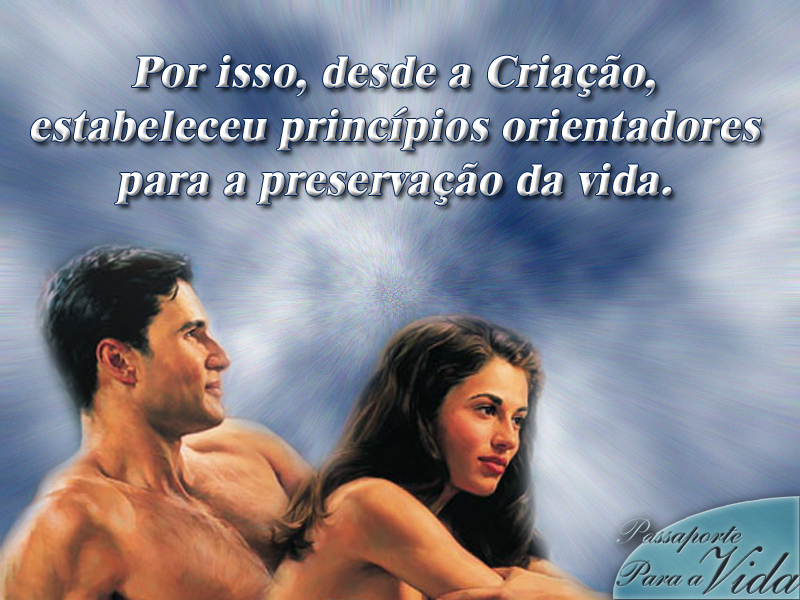 Por isso, desde a Criação,
estabeleceu princípios orientadores
para a preservação da vida.
Passaporte
Para a Vida